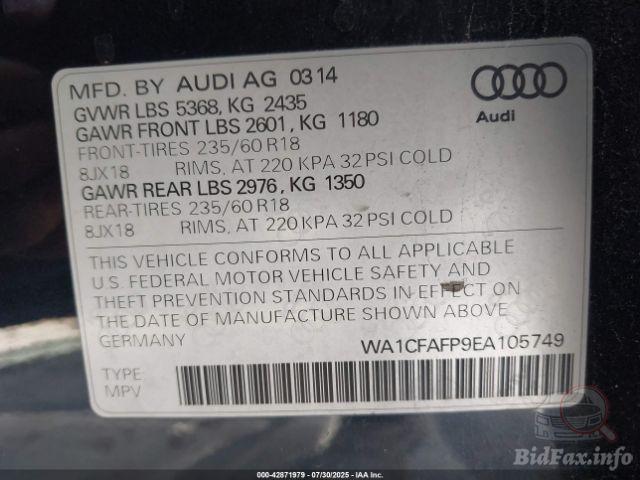 MFD. BY AUDI AG 03 14
GVWR LBS 5368, KG 2435
GAWR FRONT LBS 2601, KG 1180
FRONT-TIRES 235/60 R18
8JX18 RIMS, AT 220 KPA 32 PSI COLD
GAWR REAR LBS 2976, KG 1350
REAR-TIRES 235/60 R18
8JX18 RIMS, AT 220 KPA 32 PSI COLD
Audi
THIS VEHICLE CONFORMS TO ALL APPLICABLE
U.S. FEDERAL MOTOR VEHICLE SAFETY AND
THEFT PREVENTION STANDARDS IN EFFECT ON
THE DATE OF MANUFACTURE SHOWN ABOVE
GERMANY
WA1CFAFP9EA105749
TYPE
MPV
BidFax.info
000-42871979 | 07/30/2025 - IAA Inc.